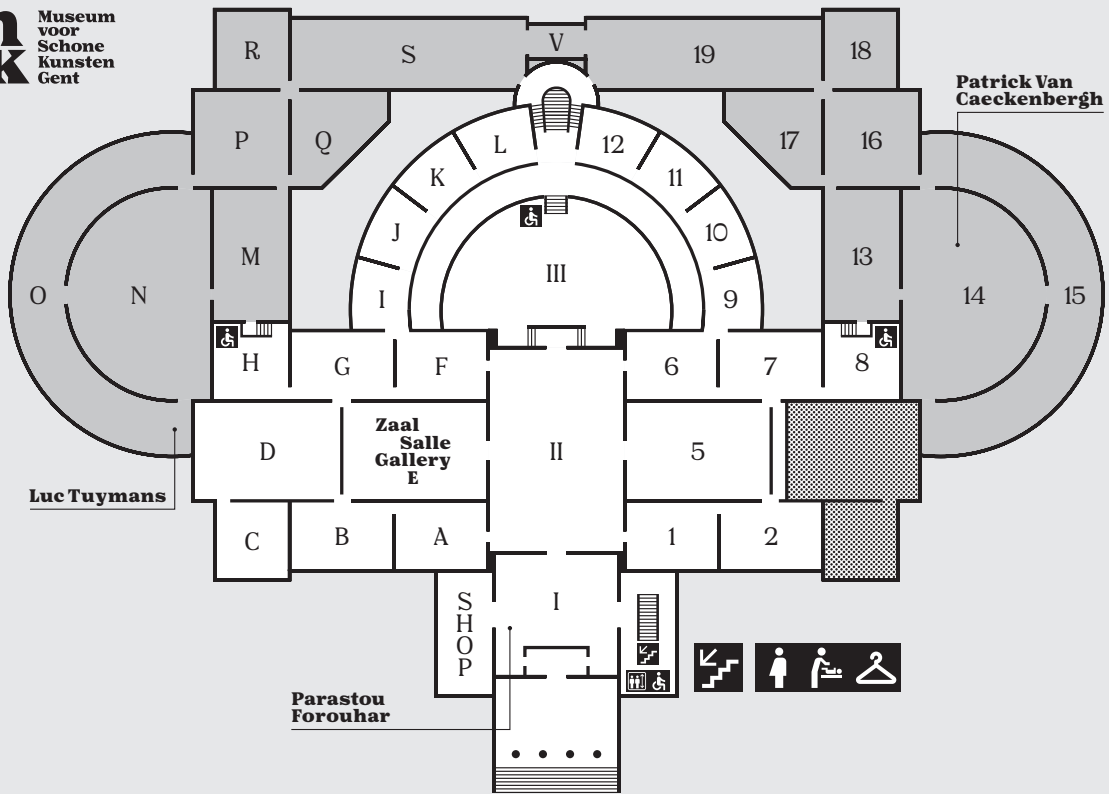 Museum
voor
Schone
Kunsten
Gent
R
S
V
19
18
Patrick Van
Caeckenbergh
P
Q
L
12
17
16
K
11
J
10
M
13
O
N
I
III
9
14
15
H
G
F
6
7
8
D
Zaal
Salle
Gallery
E
II
5
Luc Tuymans
C
B
A
1
2
SHOP
I
Parastou
Forouhar